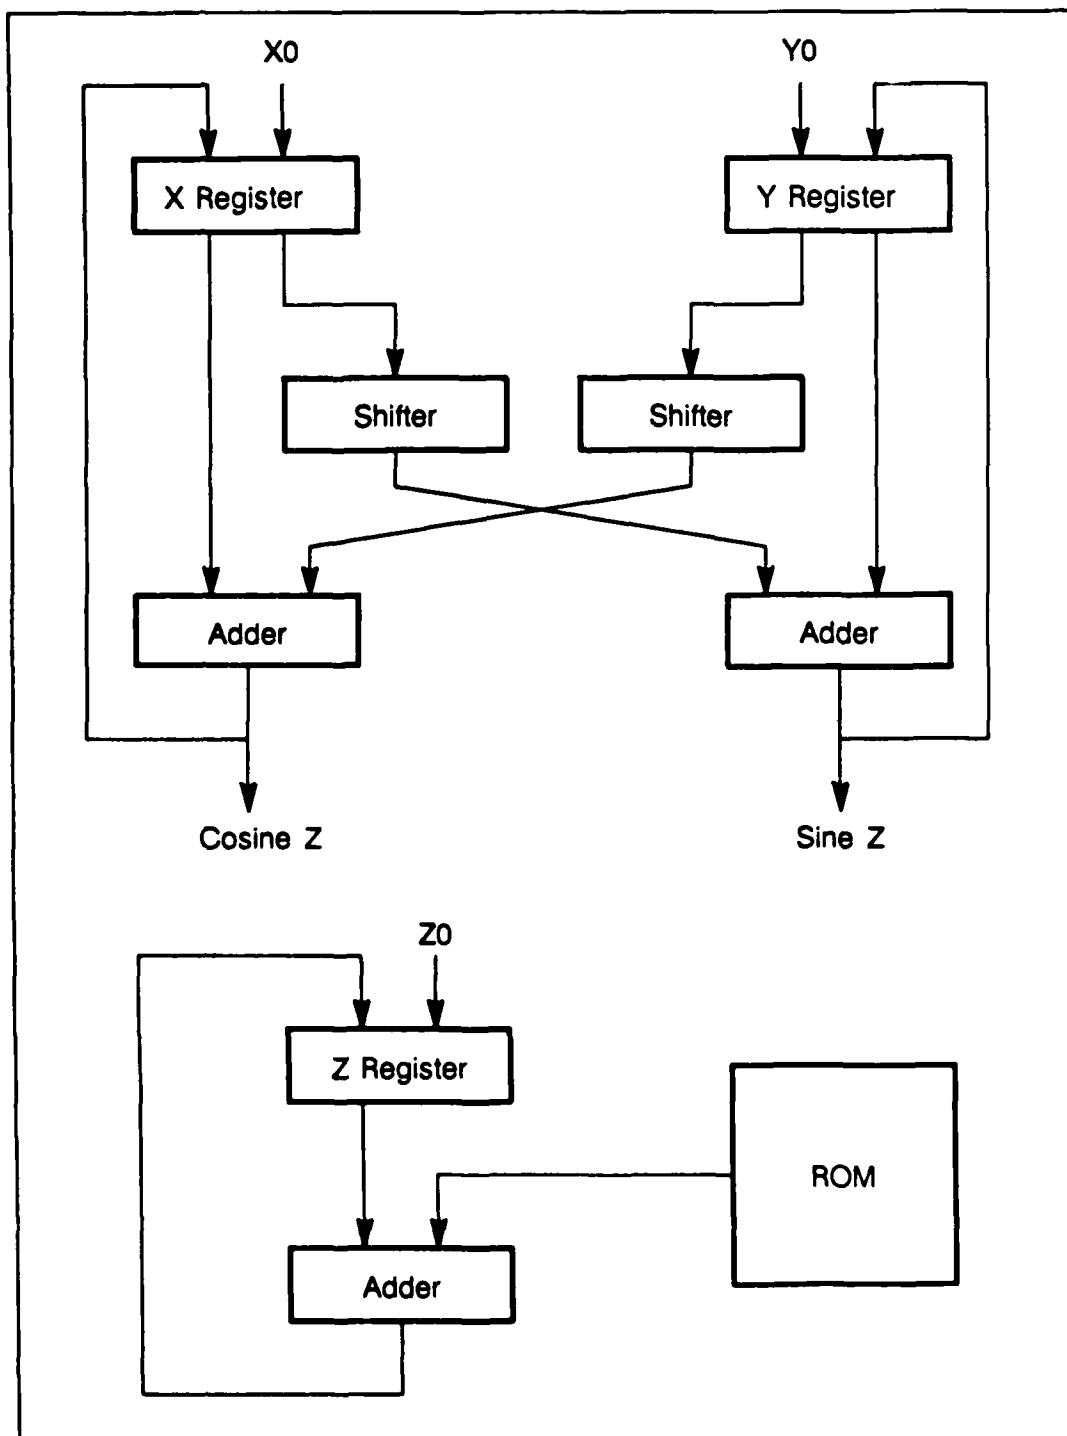 X0
Y0
X Register
Y Register
Shifter
Shifter
Adder
Adder
Cosine Z
Sine Z
Z0
Z Register
ROM
Adder